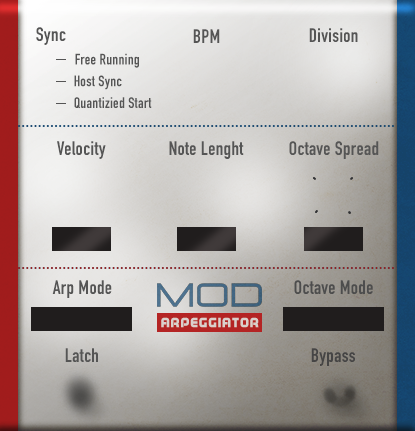 Sync BPM Division
Free Running
Host Sync
Quantizied Start
Velocity Note Lenght Octave Spread
Arp Mode Octave Mode
MOD
ARPEGGIATOR
Latch Bypass